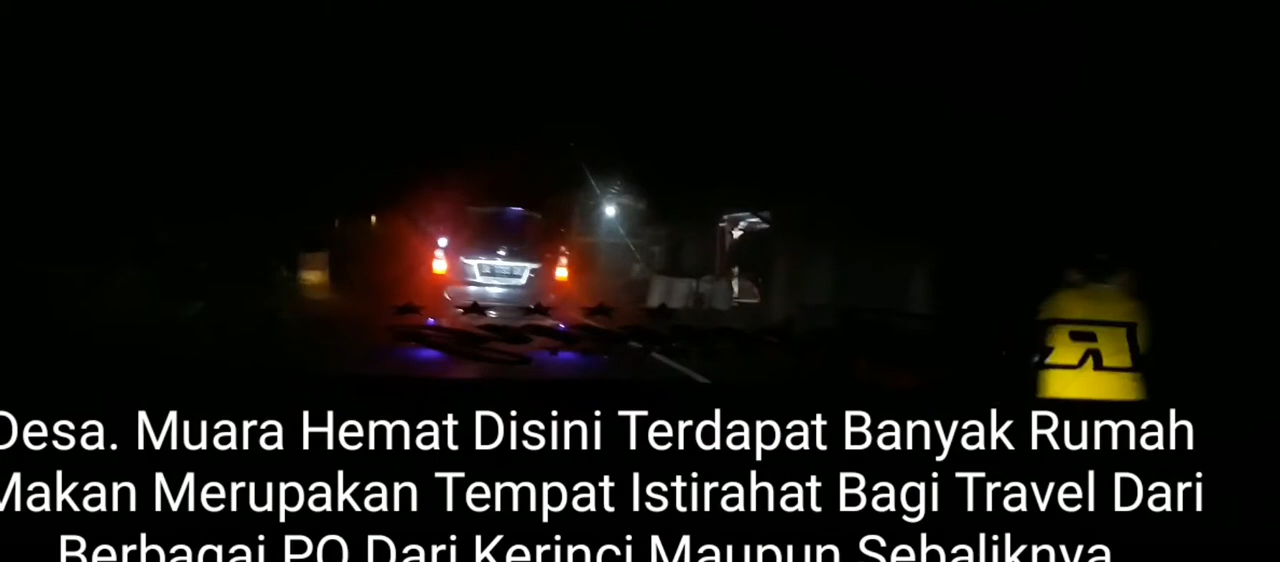 Desa. Muara Hemat Disini Terdapat Banyak Rumah
Makan Merupakan Tempat Istirahat Bagi Travel Dari
Berbagai PO Dari Kerinci Maupun Sebaliknya